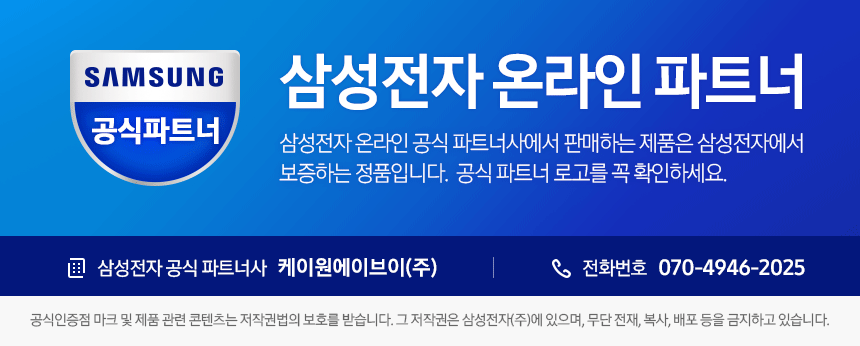 SAMSUNG
공식파트너
삼성전자 온라인 파트너
삼성전자 온라인 공식 파트너사에서 판매하는 제품은 삼성전자에서
보증하는 정품입니다. 공식 파트너 로고를 꼭 확인하세요.
삼성전자 공식 파트너사 케이원에이브이(주)
전화번호 070-4946-2025
공식인증점 마크 및 제품 관련 콘텐츠는 저작권법의 보호를 받습니다. 그 저작권은 삼성전자(주)에 있으며, 무단 전재, 복사, 배포 등을 금지하고 있습니다.